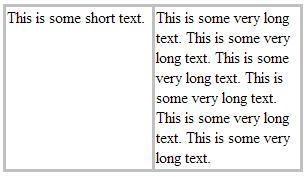 This is some short text.
This is some very long
text. This is some very
long text. This is some
very long text. This is
some very long text.
This is some very long
text. This is some very
long text.